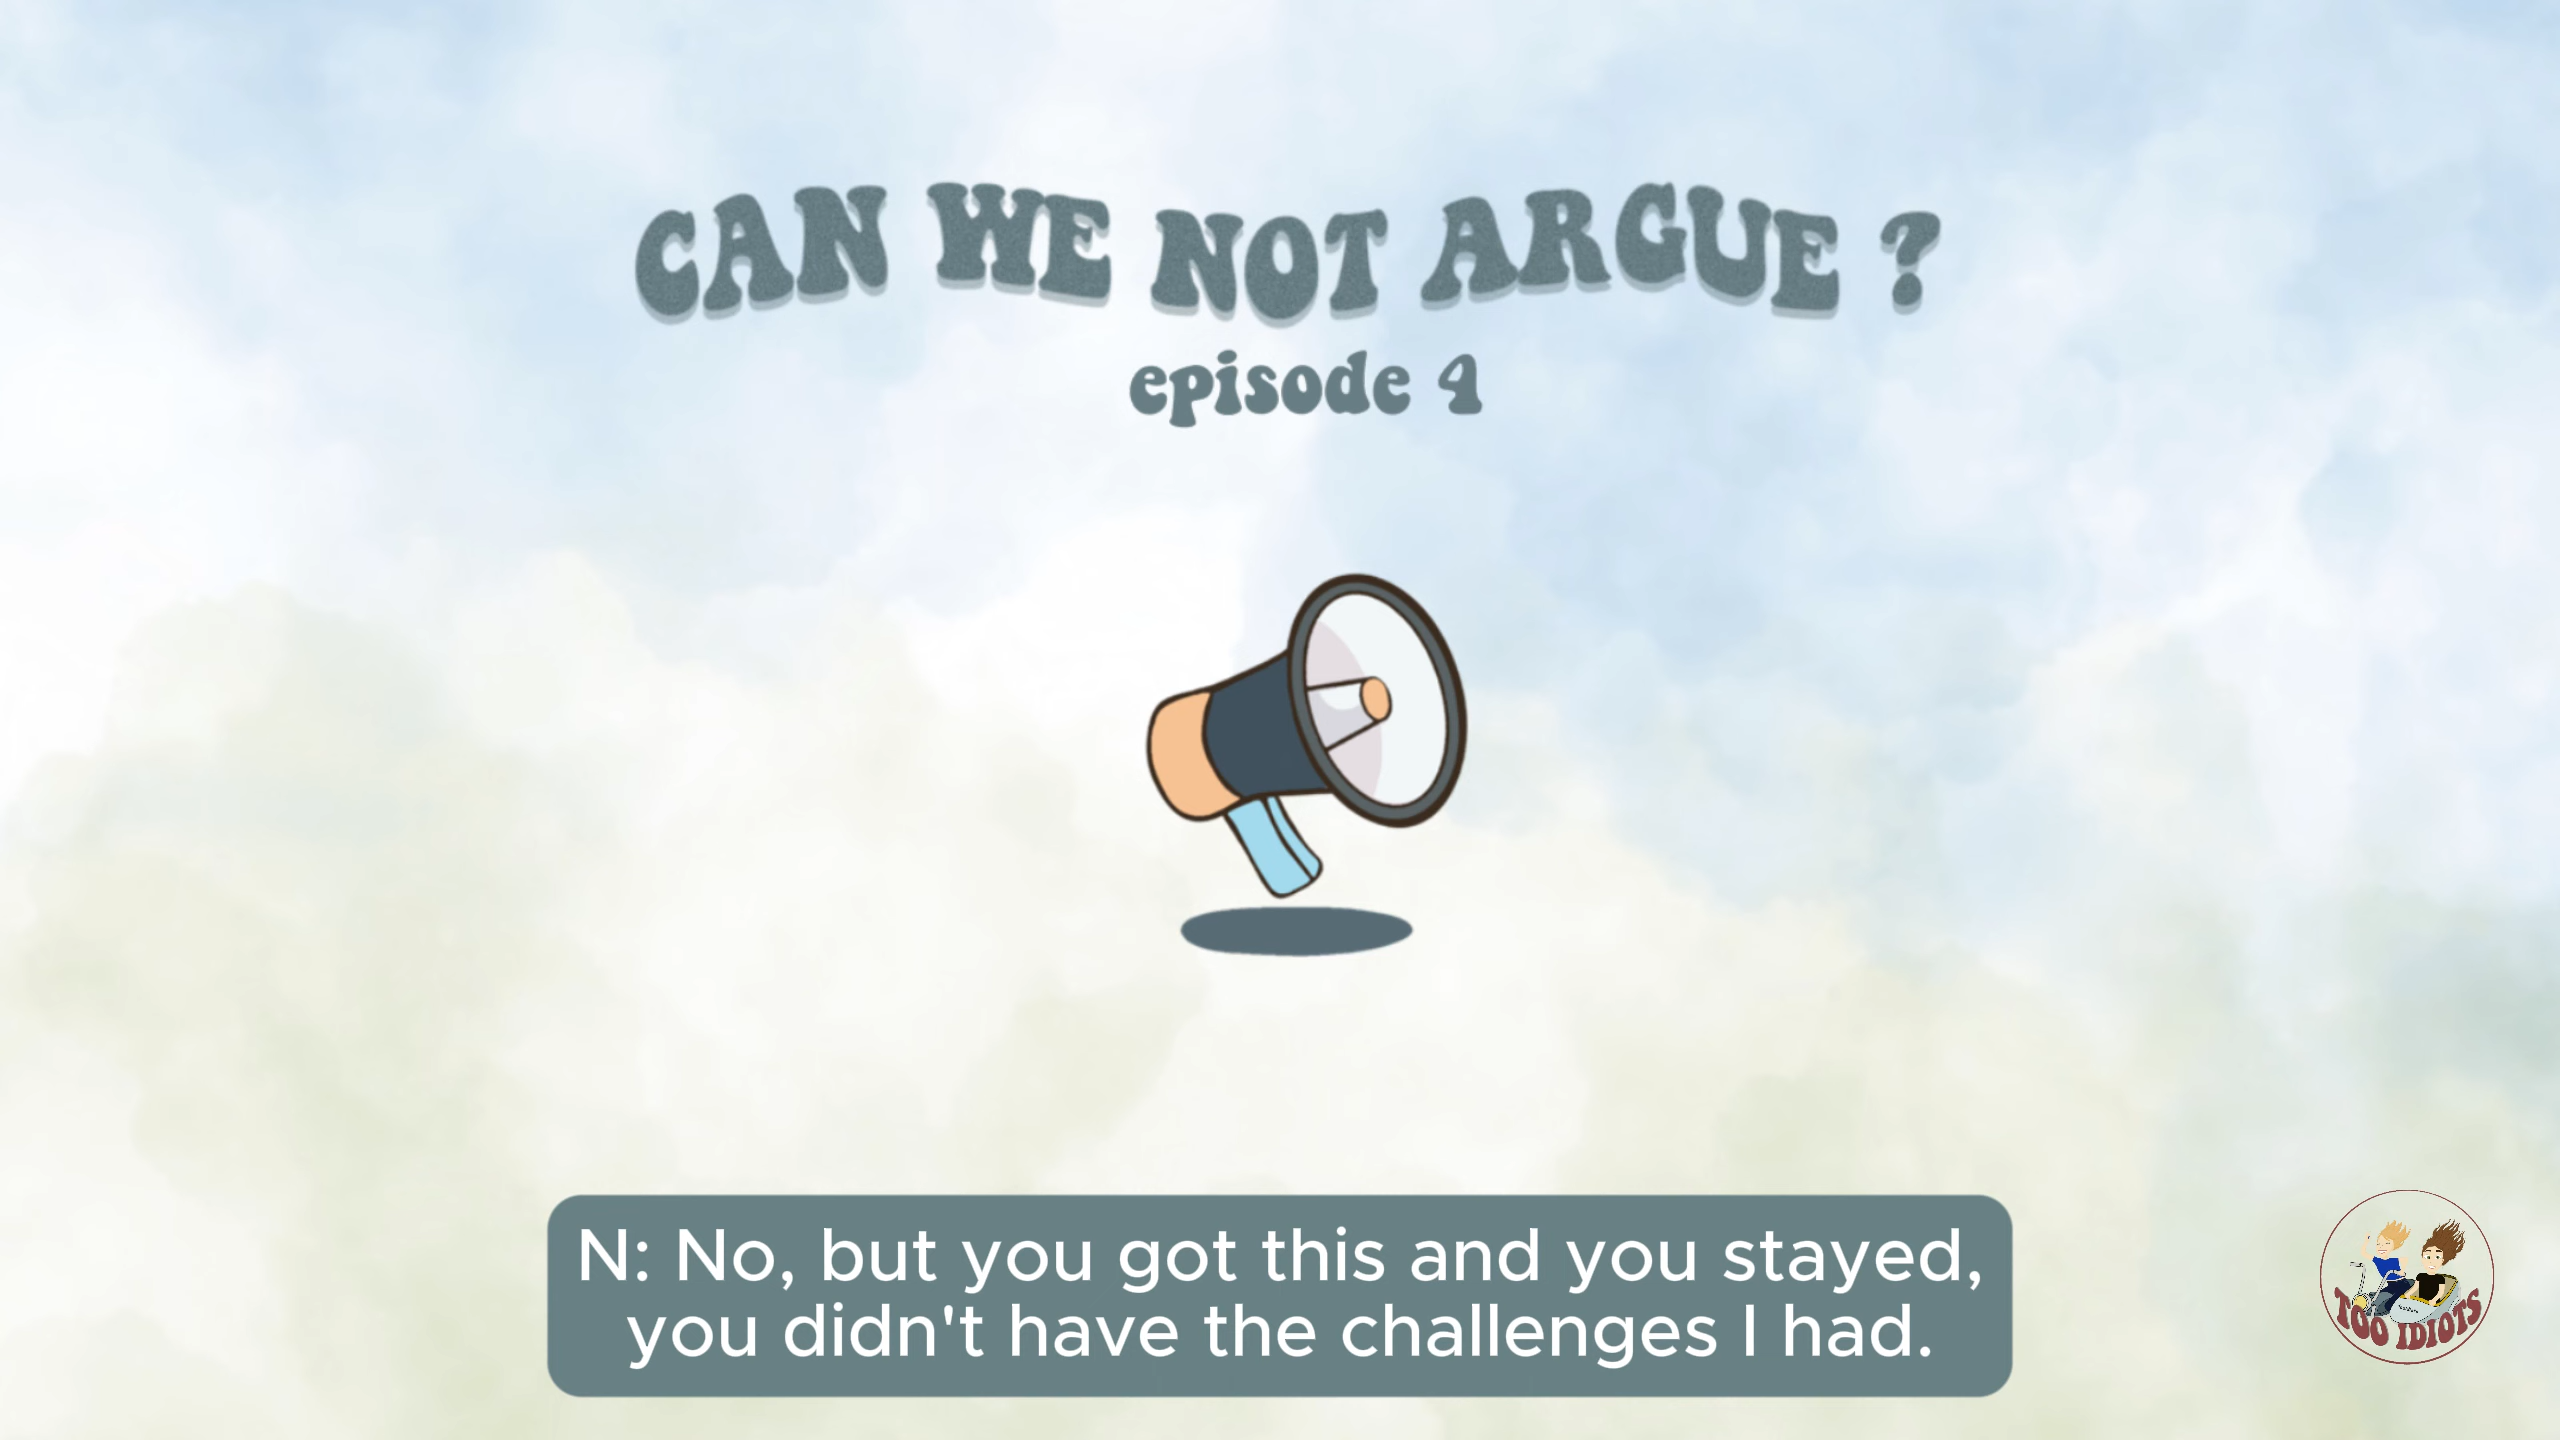 CAN WE NOT ARGUE ?
episode 4
N: No, but you got this and you stayed,
you didn't have the challenges I had.
TOO IDIOTS